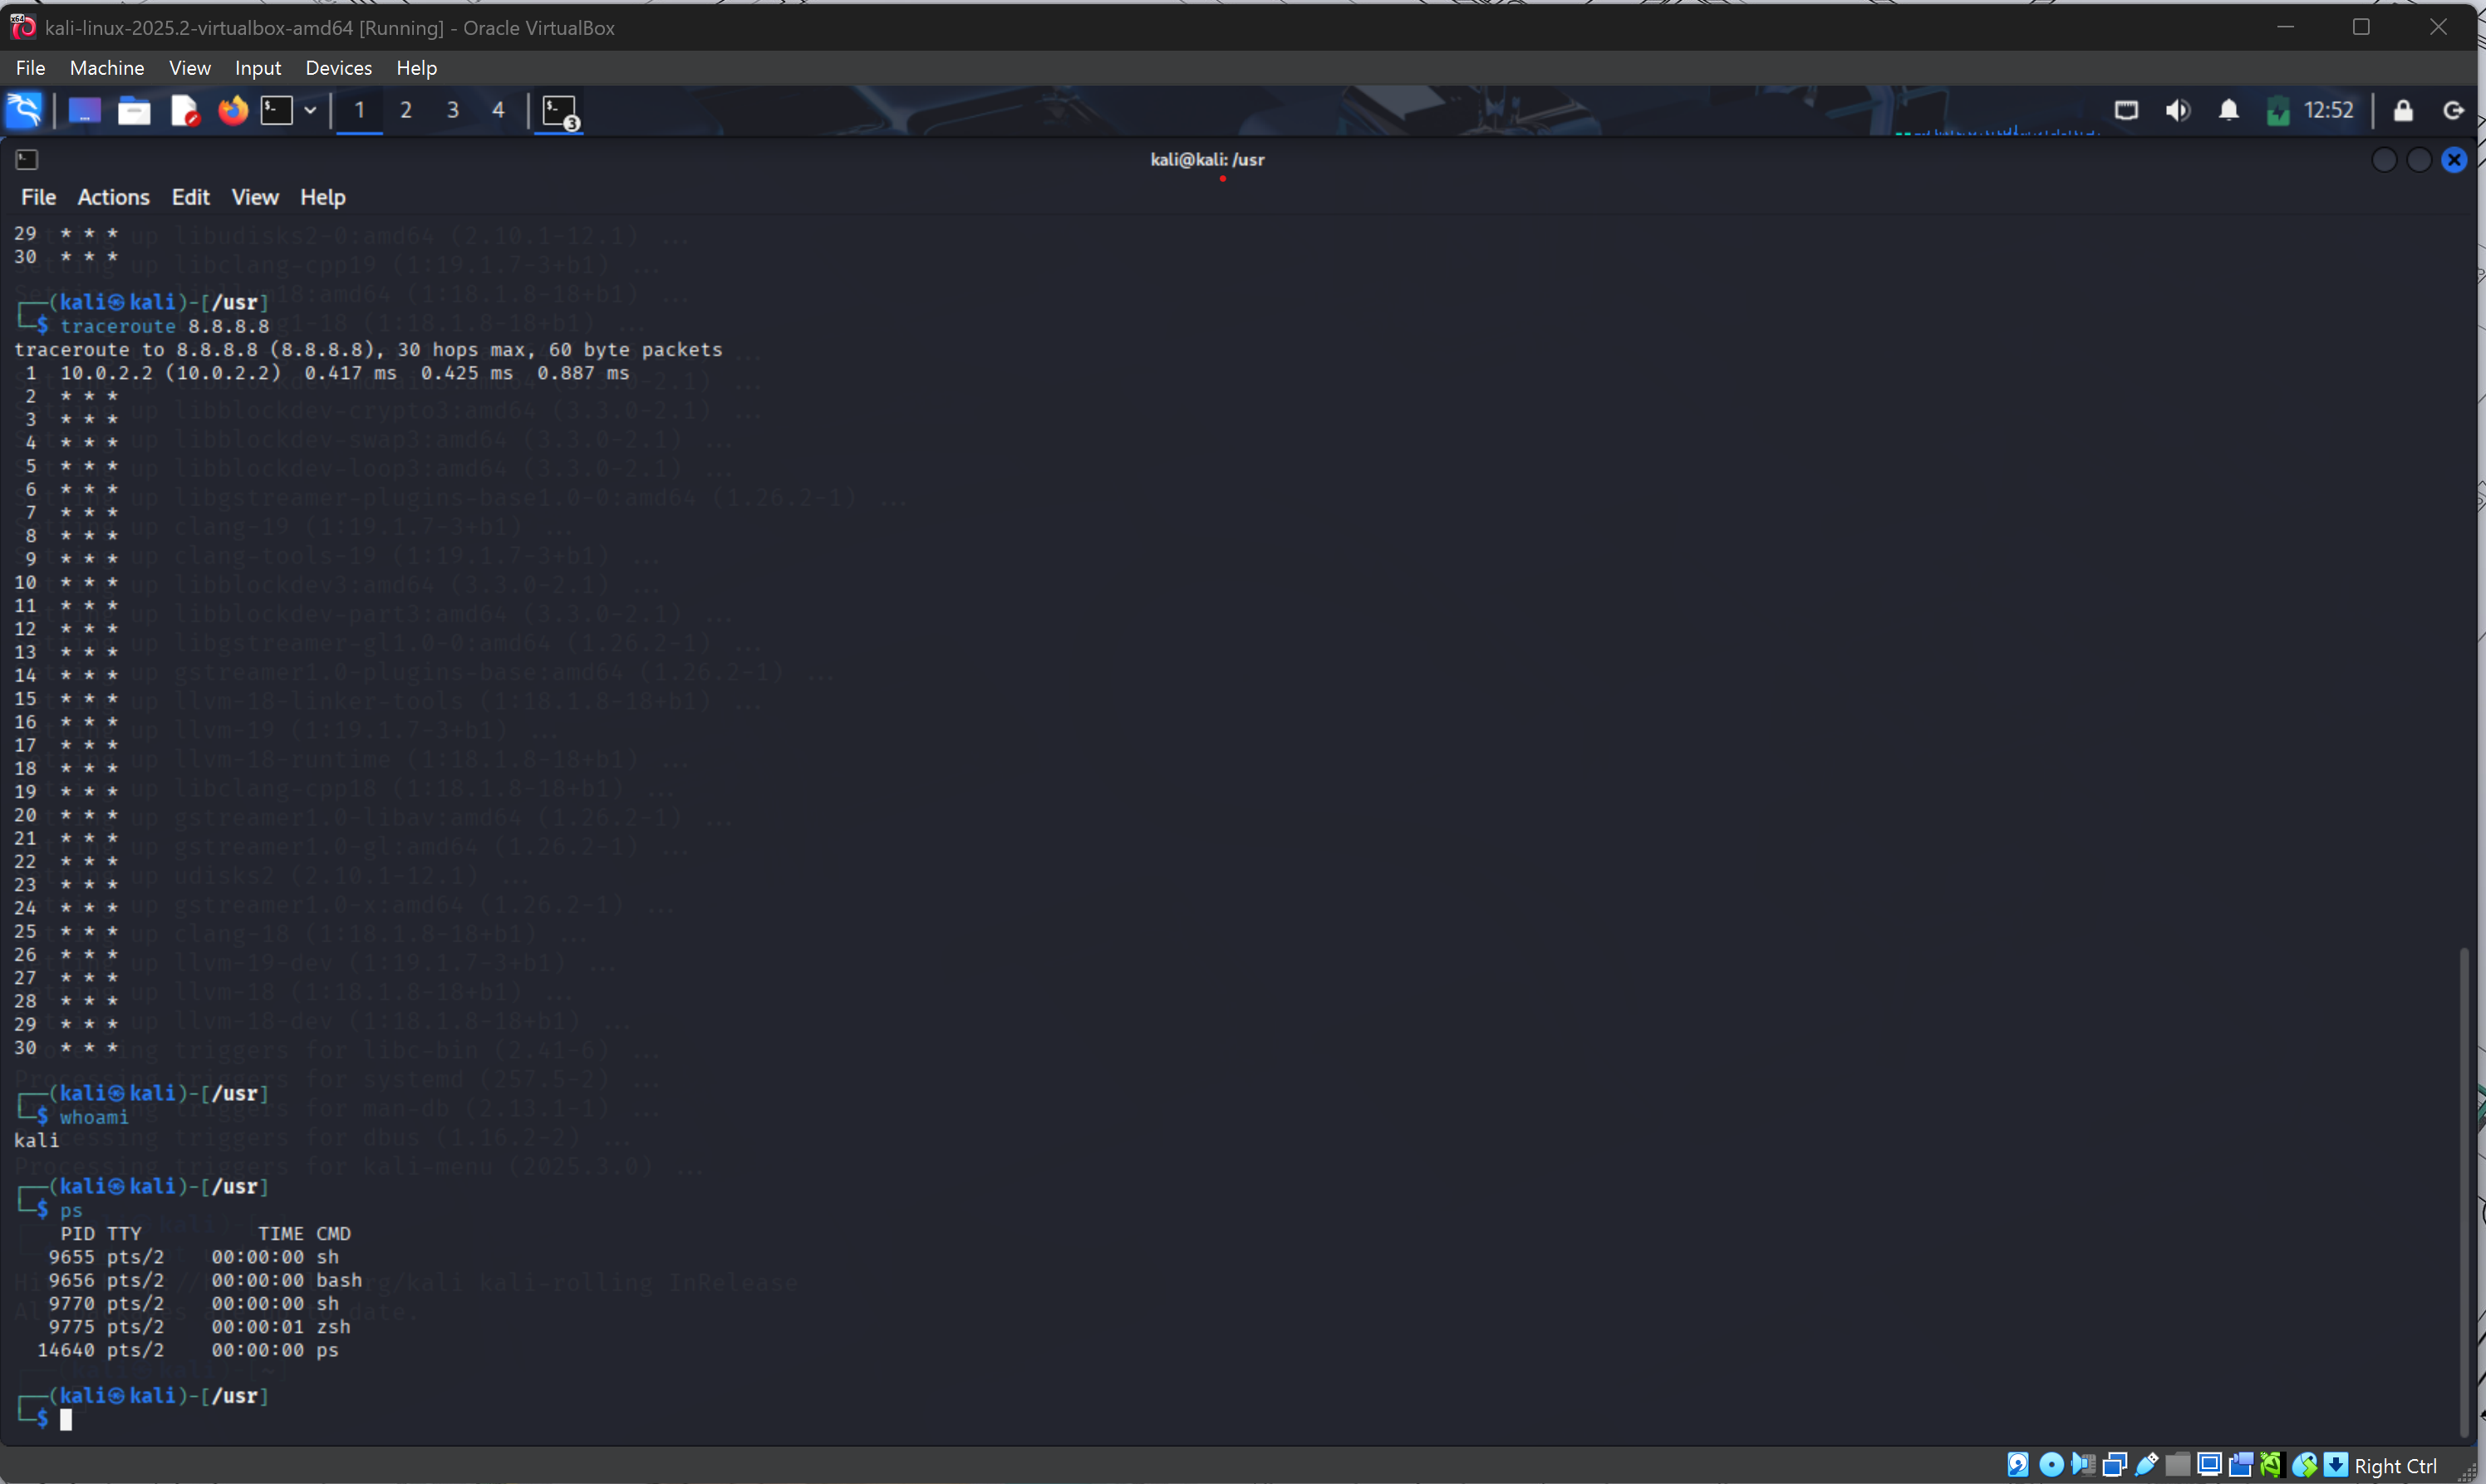 kali-linux-2025.2-virtualbox-amd64 [Running] - Oracle VirtualBox
File Machine View Input Devices Help
1 2 3 4 3 12:52
kali@kali: /usr
File Actions Edit View Help
29 * * *
30 * * *
┌──(kali㉿kali)-[/usr]
└─$ traceroute 8.8.8.8
traceroute to 8.8.8.8 (8.8.8.8), 30 hops max, 60 byte packets
1 10.0.2.2 (10.0.2.2) 0.417 ms 0.425 ms 0.887 ms
2 * * *
3 * * *
4 * * *
5 * * *
6 * * *
7 * * *
8 * * *
9 * * *
10 * * *
11 * * *
12 * * *
13 * * *
14 * * *
15 * * *
16 * * *
17 * * *
18 * * *
19 * * *
20 * * *
21 * * *
22 * * *
23 * * *
24 * * *
25 * * *
26 * * *
27 * * *
28 * * *
29 * * *
30 * * *
┌──(kali㉿kali)-[/usr]
└─$ whoami
kali
┌──(kali㉿kali)-[/usr]
└─$ ps
PID TTY TIME CMD
9655 pts/2 00:00:00 sh
9656 pts/2 00:00:00 bash
9770 pts/2 00:00:00 sh
9775 pts/2 00:00:01 zsh
14640 pts/2 00:00:00 ps
┌──(kali㉿kali)-[/usr]
└─$
Right Ctrl